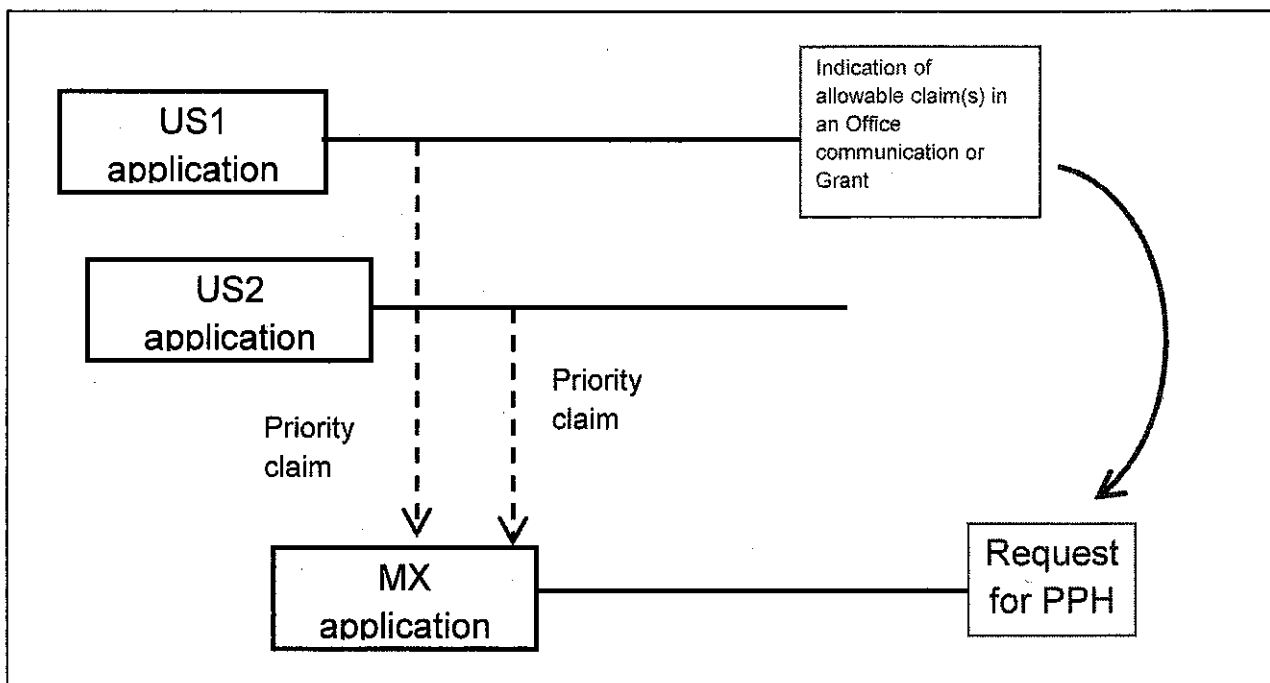 Indication of
allowable claim(s) in
an Office
communication or
Grant
US1
application
US2
application
Priority
claim
Priority
claim
MX
application
Request
for PPH